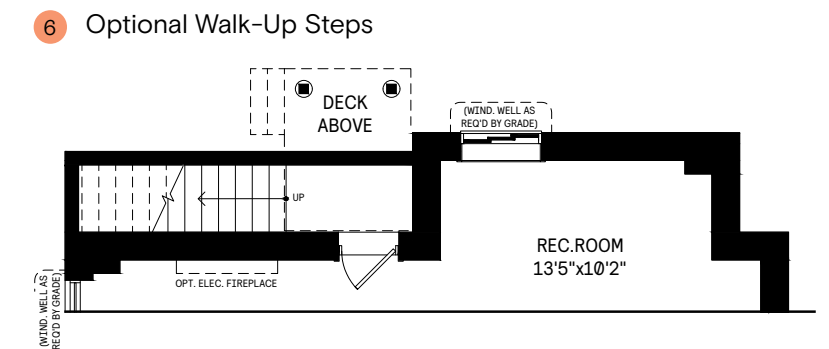 6 Optional Walk-Up Steps
DECK
ABOVE
(WIND. WELL AS
REQ'D BY GRADE)
UP
REC.ROOM
13'5"x10'2"
OPT. ELEC. FIREPLACE
(WIND. WELL AS
REQ'D BY GRADE)